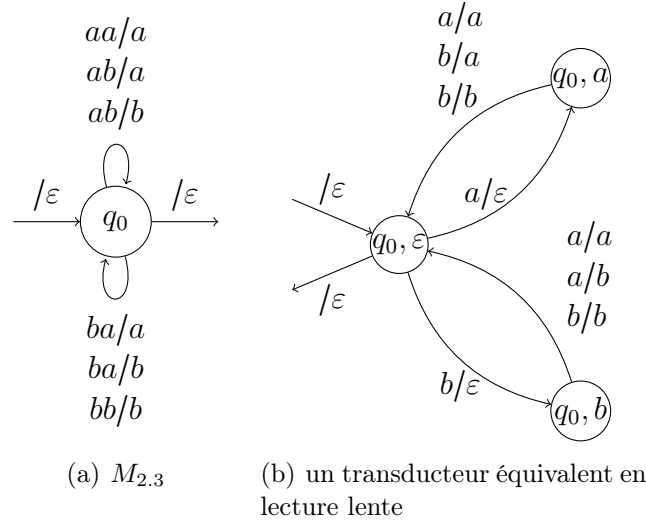 aa/a
ab/a
ab/b
/ε
q₀
/ε
ba/a
ba/b
bb/b
(a) M₂.₃
a/a
b/a
b/b
q₀, a
/ε
a/ε
q₀, ε
/ε
a/a
a/b
b/b
b/ε
q₀, b
(b) un transducteur équivalent en
lecture lente